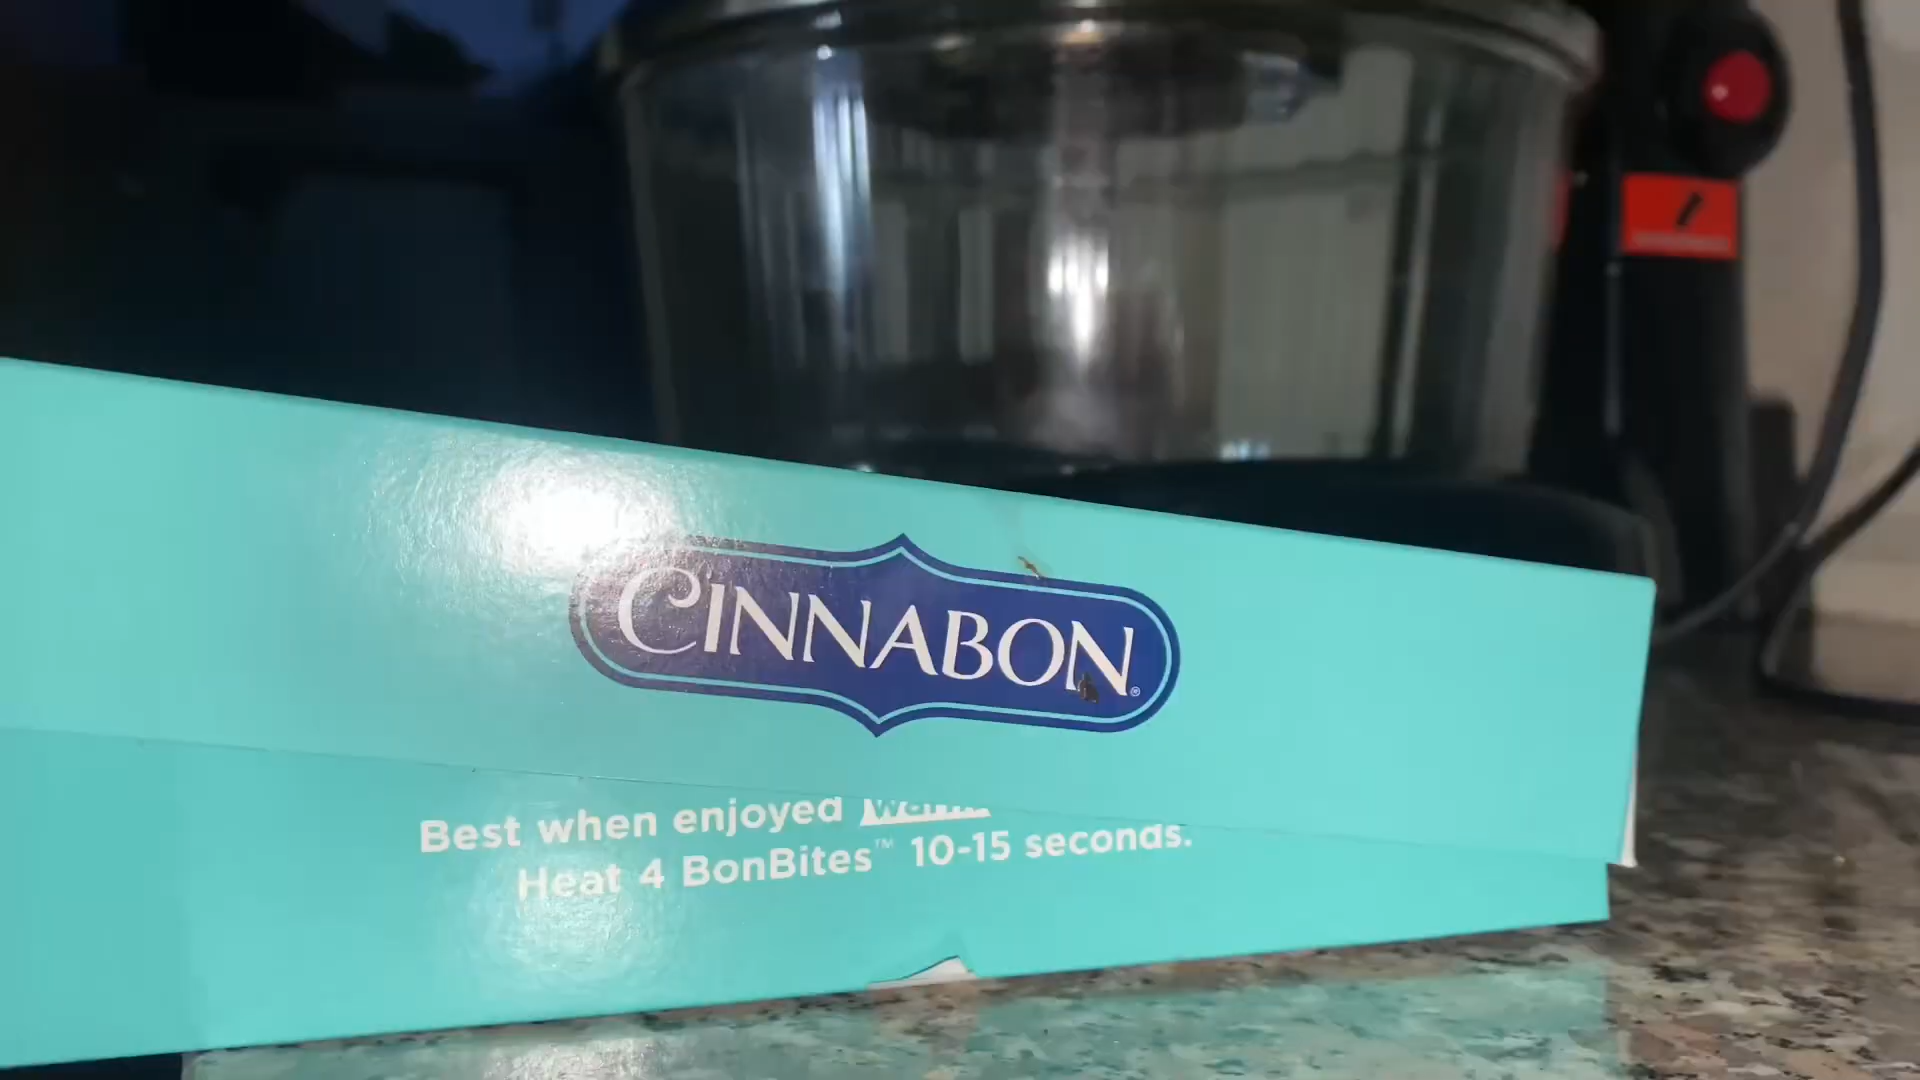 CINNABON®
Best when enjoyed
Heat 4 BonBites™ 10-15 seconds.